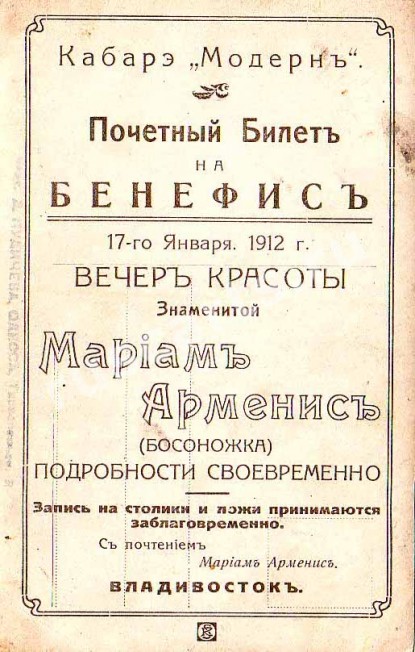 Кабарэ „Модернъ“.
Почетный Билетъ
НА
БЕНЕФИСЪ
17-го Января. 1912 г.
ВЕЧЕРЪ КРАСОТЫ
Знаменитой
Маріамъ
Арменисъ
(БОСОНОЖКА)
ПОДРОБНОСТИ СВОЕВРЕМЕННО
Запись на столики и ложи принимаются
заблаговременно.
Съ почтеніемъ
Маріамъ Арменисъ.
ВЛАДИВОСТОКЪ.